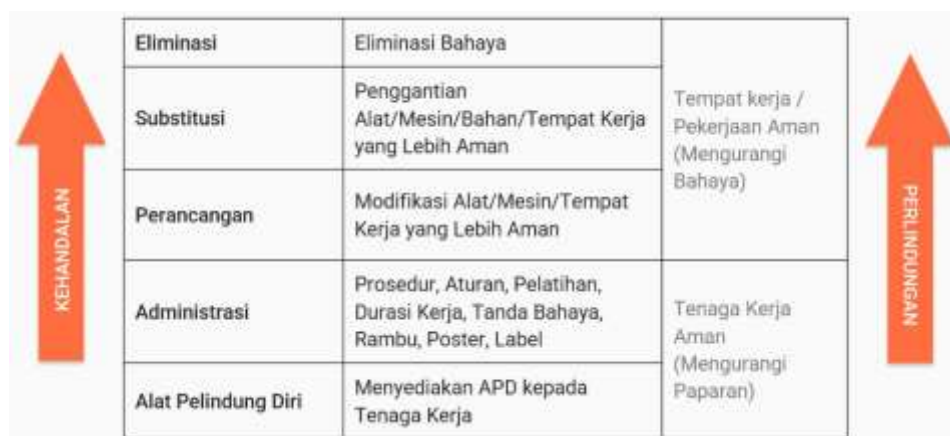 KEHANDALAN
Eliminasi
Eliminasi Bahaya
Substitusi
Penggantian
Alat/Mesin/Bahan/Tempat Kerja
yang Lebih Aman
Perancangan
Modifikasi Alat/Mesin/Tempat
Kerja yang Lebih Aman
Tempat kerja /
Pekerjaan Aman
(Mengurangi
Bahaya)
Administrasi
Prosedur, Aturan, Pelatihan,
Durasi Kerja, Tanda Bahaya,
Rambu, Poster, Label
Alat Pelindung Diri
Menyediakan APD kepada
Tenaga Kerja
Tenaga Kerja
Aman
(Mengurangi
Paparan)
PERLINDUNGAN